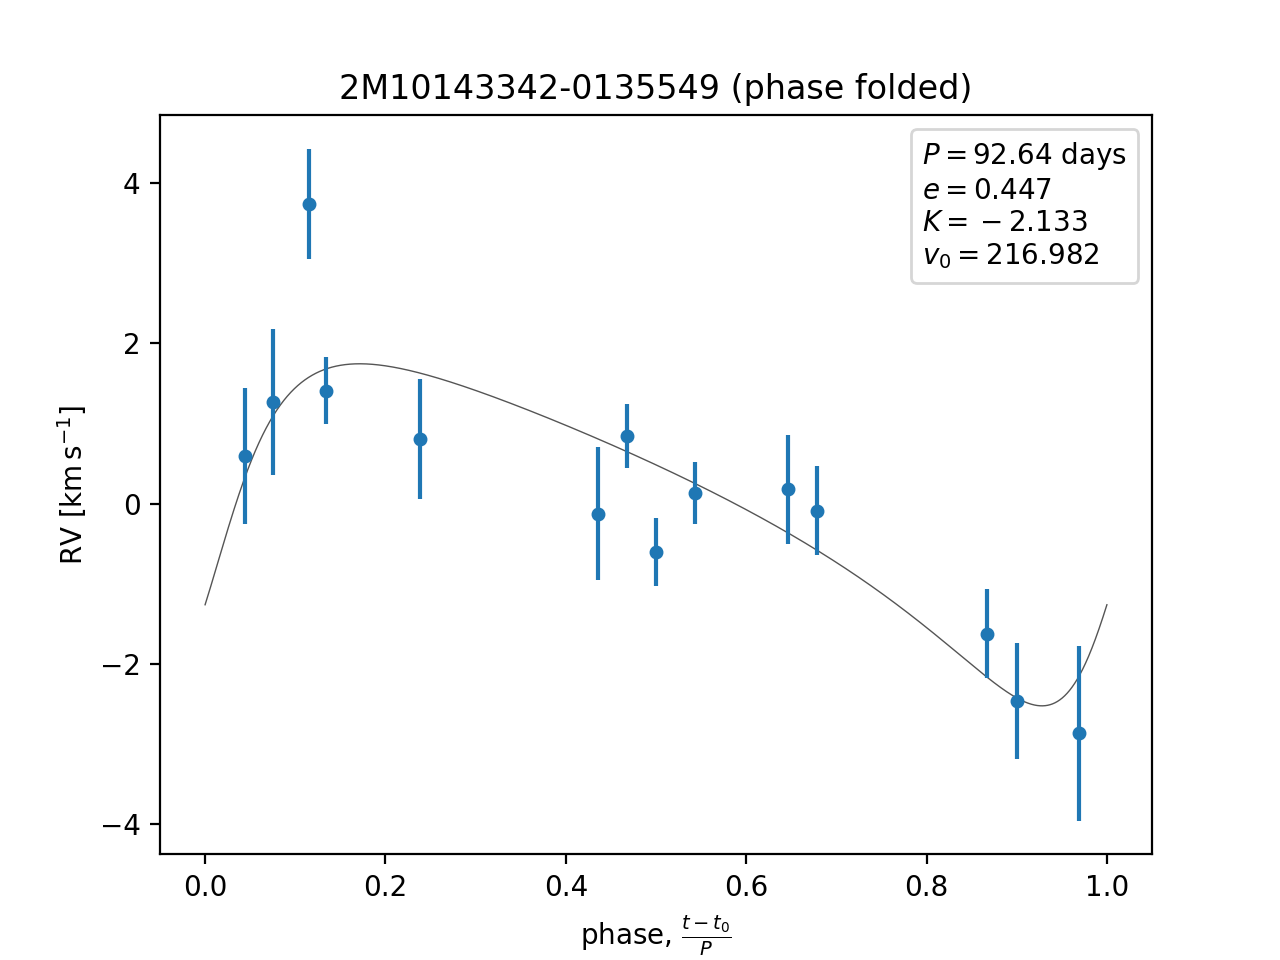 2M10143342-0135549 (phase folded)
P = 92.64 days
e = 0.447
K = −2.133
v₀ = 216.982
RV [km s⁻¹]
4
2
0
−2
−4
0.0 0.2 0.4 0.6 0.8 1.0
phase, (t − t₀)/P